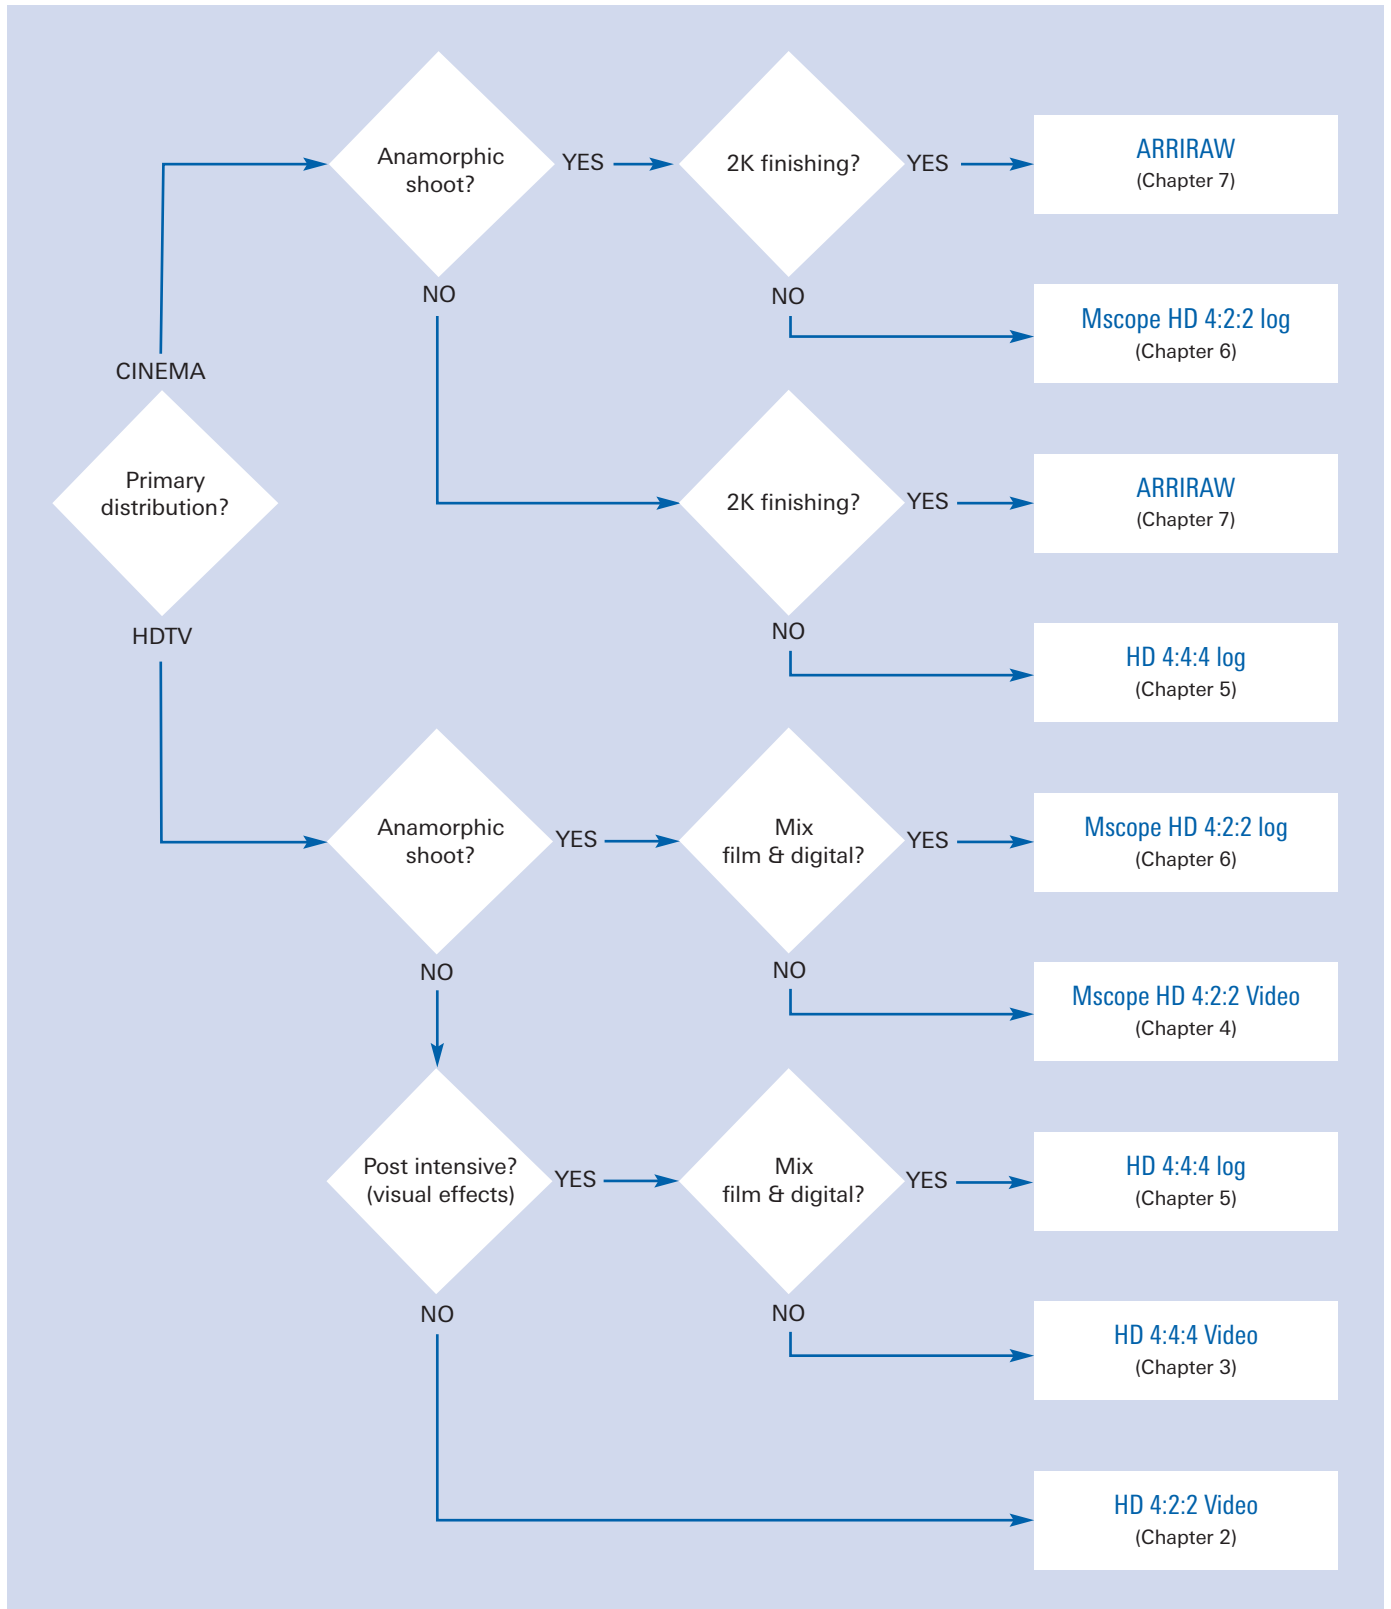 Anamorphic
shoot?
YES
2K finishing?
YES
ARRIRAW
(Chapter 7)
NO
NO
Mscope HD 4:2:2 log
(Chapter 6)
CINEMA
Primary
distribution?
2K finishing?
YES
ARRIRAW
(Chapter 7)
HDTV
NO
HD 4:4:4 log
(Chapter 5)
Anamorphic
shoot?
YES
Mix
film & digital?
YES
Mscope HD 4:2:2 log
(Chapter 6)
NO
NO
Mscope HD 4:2:2 Video
(Chapter 4)
Post intensive?
(visual effects)
YES
Mix
film & digital?
YES
HD 4:4:4 log
(Chapter 5)
NO
NO
HD 4:4:4 Video
(Chapter 3)
HD 4:2:2 Video
(Chapter 2)